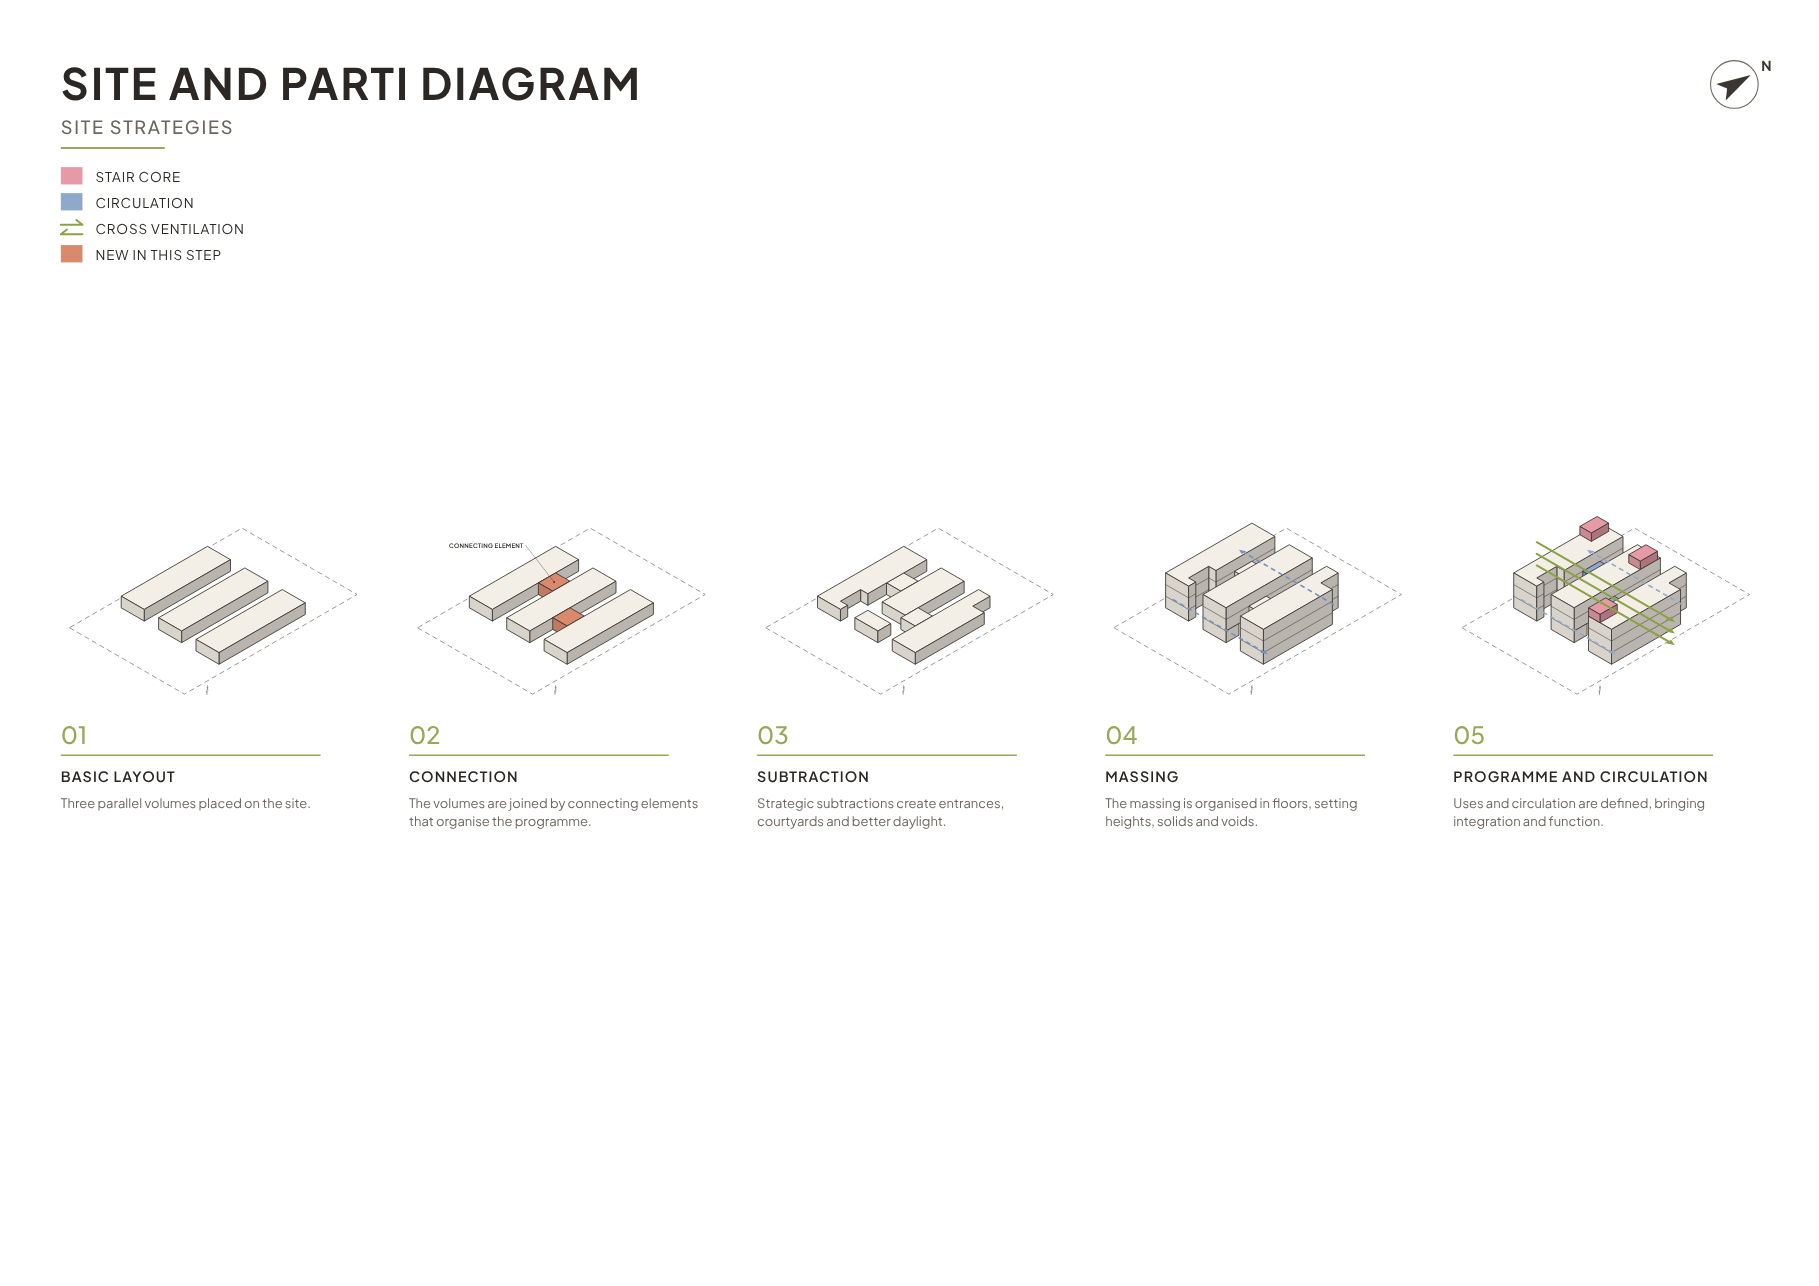 SITE AND PARTI DIAGRAM
SITE STRATEGIES
STAIR CORE
CIRCULATION
CROSS VENTILATION
NEW IN THIS STEP
N
CONNECTING ELEMENT
01
BASIC LAYOUT
Three parallel volumes placed on the site.
02
CONNECTION
The volumes are joined by connecting elements
that organise the programme.
03
SUBTRACTION
Strategic subtractions create entrances,
courtyards and better daylight.
04
MASSING
The massing is organised in floors, setting
heights, solids and voids.
05
PROGRAMME AND CIRCULATION
Uses and circulation are defined, bringing
integration and function.